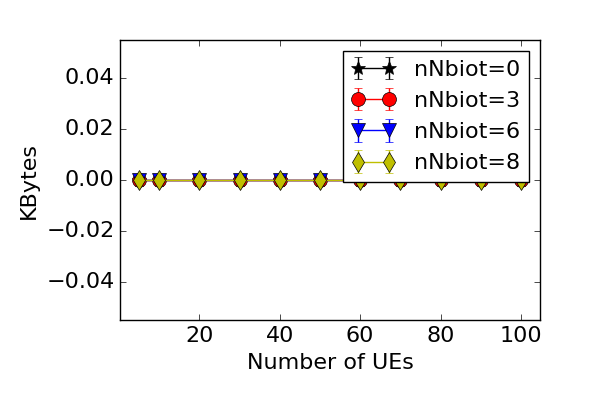 nNbiot=0
nNbiot=3
nNbiot=6
nNbiot=8
0.04
0.02
0.00
−0.02
−0.04
KBytes
20 40 60 80 100
Number of UEs